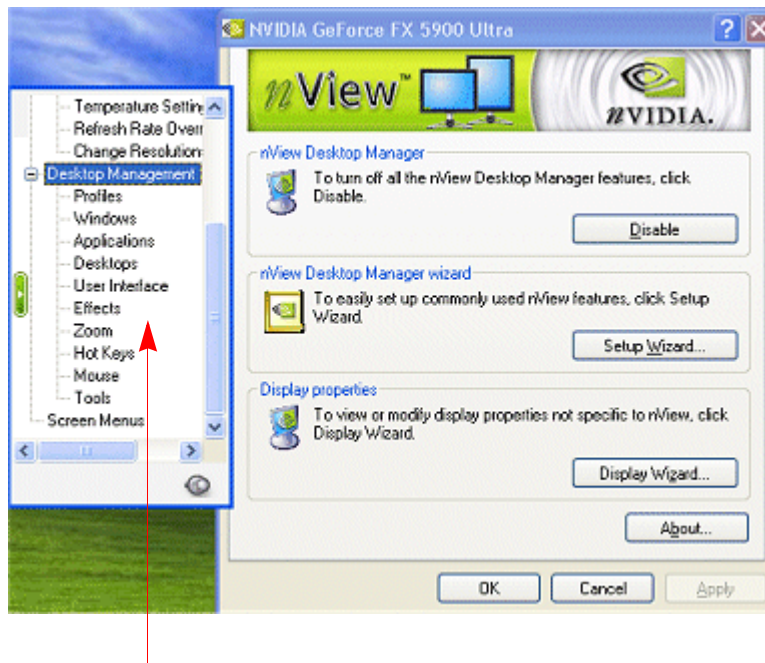 NVIDIA GeForce FX 5900 Ultra
nView™
nVIDIA.
Temperature Setting
Refresh Rate Overr
Change Resolution
Desktop Management
Profiles
Windows
Applications
Desktops
User Interface
Effects
Zoom
Hot Keys
Mouse
Tools
Screen Menus
nView Desktop Manager
To turn off all the nView Desktop Manager features, click
Disable.
Disable
nView Desktop Manager wizard
To easily set up commonly used nView features, click Setup
Wizard.
Setup Wizard...
Display properties
To view or modify display properties not specific to nView, click
Display Wizard.
Display Wizard...
About...
OK
Cancel
Apply